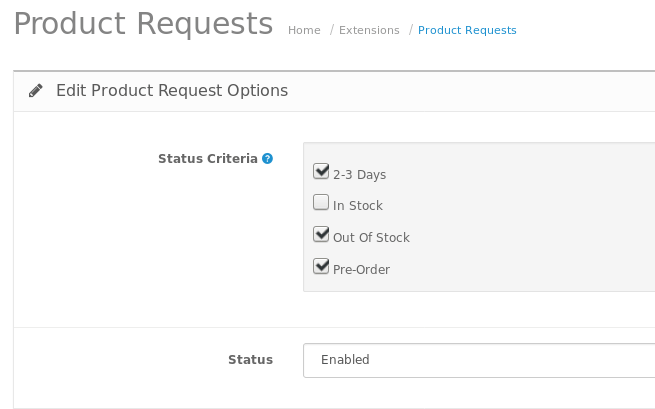 Product Requests Home / Extensions / Product Requests
Edit Product Request Options
Status Criteria ?
2-3 Days
In Stock
Out Of Stock
Pre-Order
Status Enabled